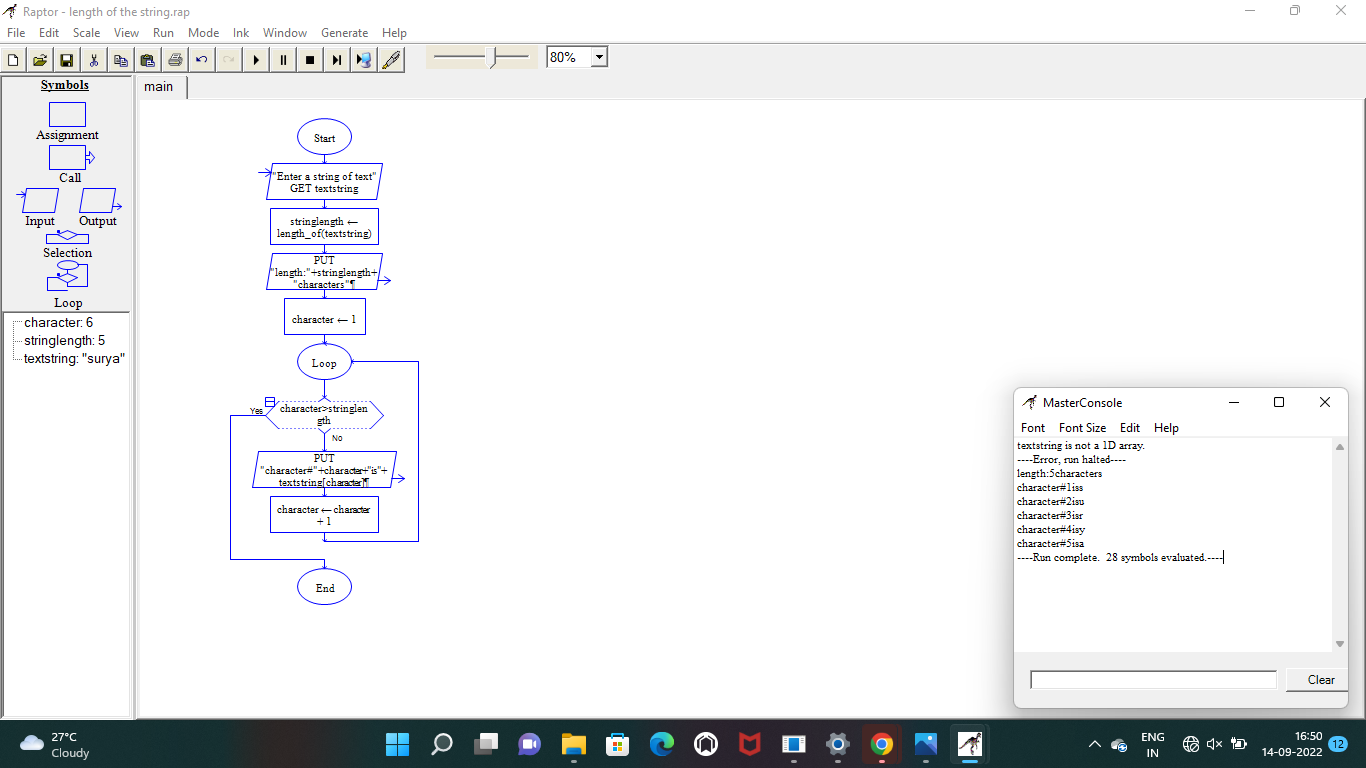 Raptor - length of the string.rap
File Edit Scale View Run Mode Ink Window Generate Help
80%
Symbols
main
Assignment
Call
Input Output
Selection
Loop
character: 6
stringlength: 5
textstring: "surya"
Start
"Enter a string of text"
GET textstring
stringlength ←
length_of(textstring)
PUT
"length:"+stringlength+
"characters"¶
character ← 1
Loop
Yes
character>stringlen
gth
No
PUT
"character#"+character+"is"+
textstring[character]¶
character ← character
+ 1
End
MasterConsole
Font Font Size Edit Help
textstring is not a 1D array.
----Error, run halted----
length:5characters
character#1iss
character#2isu
character#3isr
character#4isy
character#5isa
----Run complete. 28 symbols evaluated.----
Clear
27°C
Cloudy
ENG
IN
16:50
14-09-2022
12